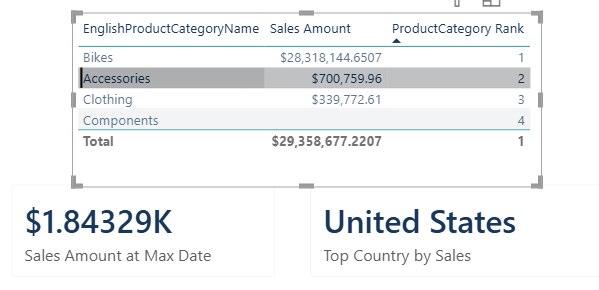 EnglishProductCategoryName Sales Amount ProductCategory Rank
Bikes $28,318,144.6507 1
Accessories $700,759.96 2
Clothing $339,772.61 3
Components 4
Total $29,358,677.2207 1
$1.84329K
Sales Amount at Max Date
United States
Top Country by Sales